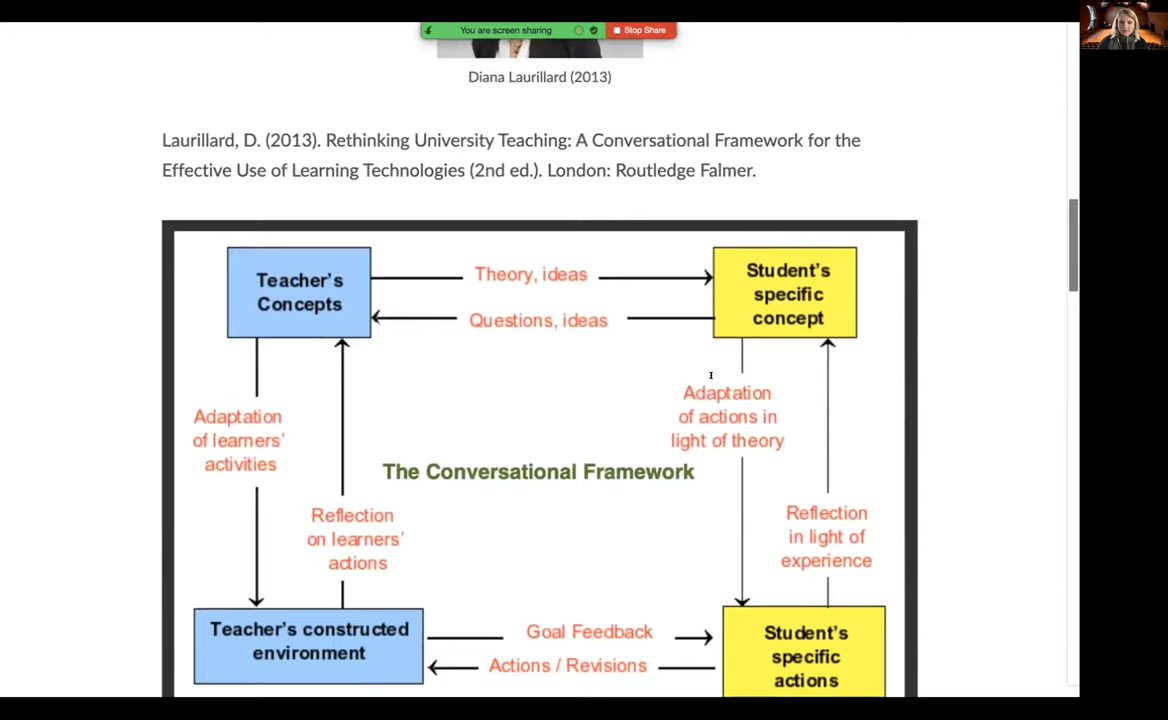 You are screen sharing
Stop Share
Diana Laurillard (2013)
Laurillard, D. (2013). Rethinking University Teaching: A Conversational Framework for the
Effective Use of Learning Technologies (2nd ed.). London: Routledge Falmer.
Teacher's
Concepts
Theory, ideas
Questions, ideas
Student's
specific
concept
Adaptation
of learners'
activities
Reflection
on learners'
actions
The Conversational Framework
Adaptation
of actions in
light of theory
Reflection
in light of
experience
Teacher's constructed
environment
Goal Feedback
Actions / Revisions
Student's
specific
actions